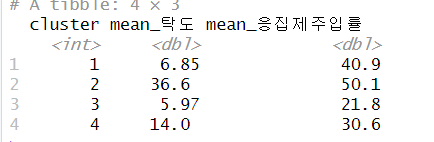 # A tibble: 4 × 3
cluster mean_탁도 mean_응집제주입률
<int> <dbl> <dbl>
1 1 6.85 40.9
2 2 36.6 50.1
3 3 5.97 21.8
4 4 14.0 30.6